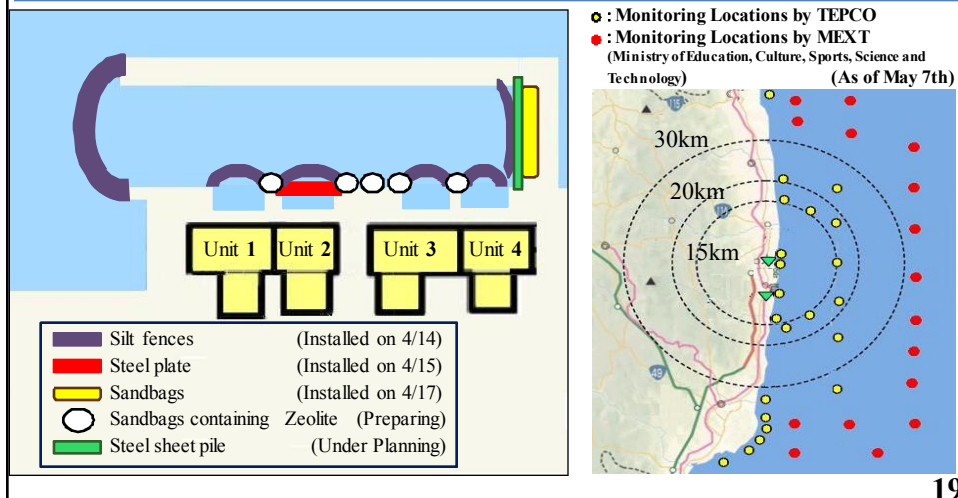 : Monitoring Locations by TEPCO
: Monitoring Locations by MEXT
(Ministry of Education, Culture, Sports, Science and
Technology) (As of May 7th)
Unit 1 Unit 2 Unit 3 Unit 4
Silt fences (Installed on 4/14)
Steel plate (Installed on 4/15)
Sandbags (Installed on 4/17)
Sandbags containing Zeolite (Preparing)
Steel sheet pile (Under Planning)
115
30km
20km
114
15km
49
19